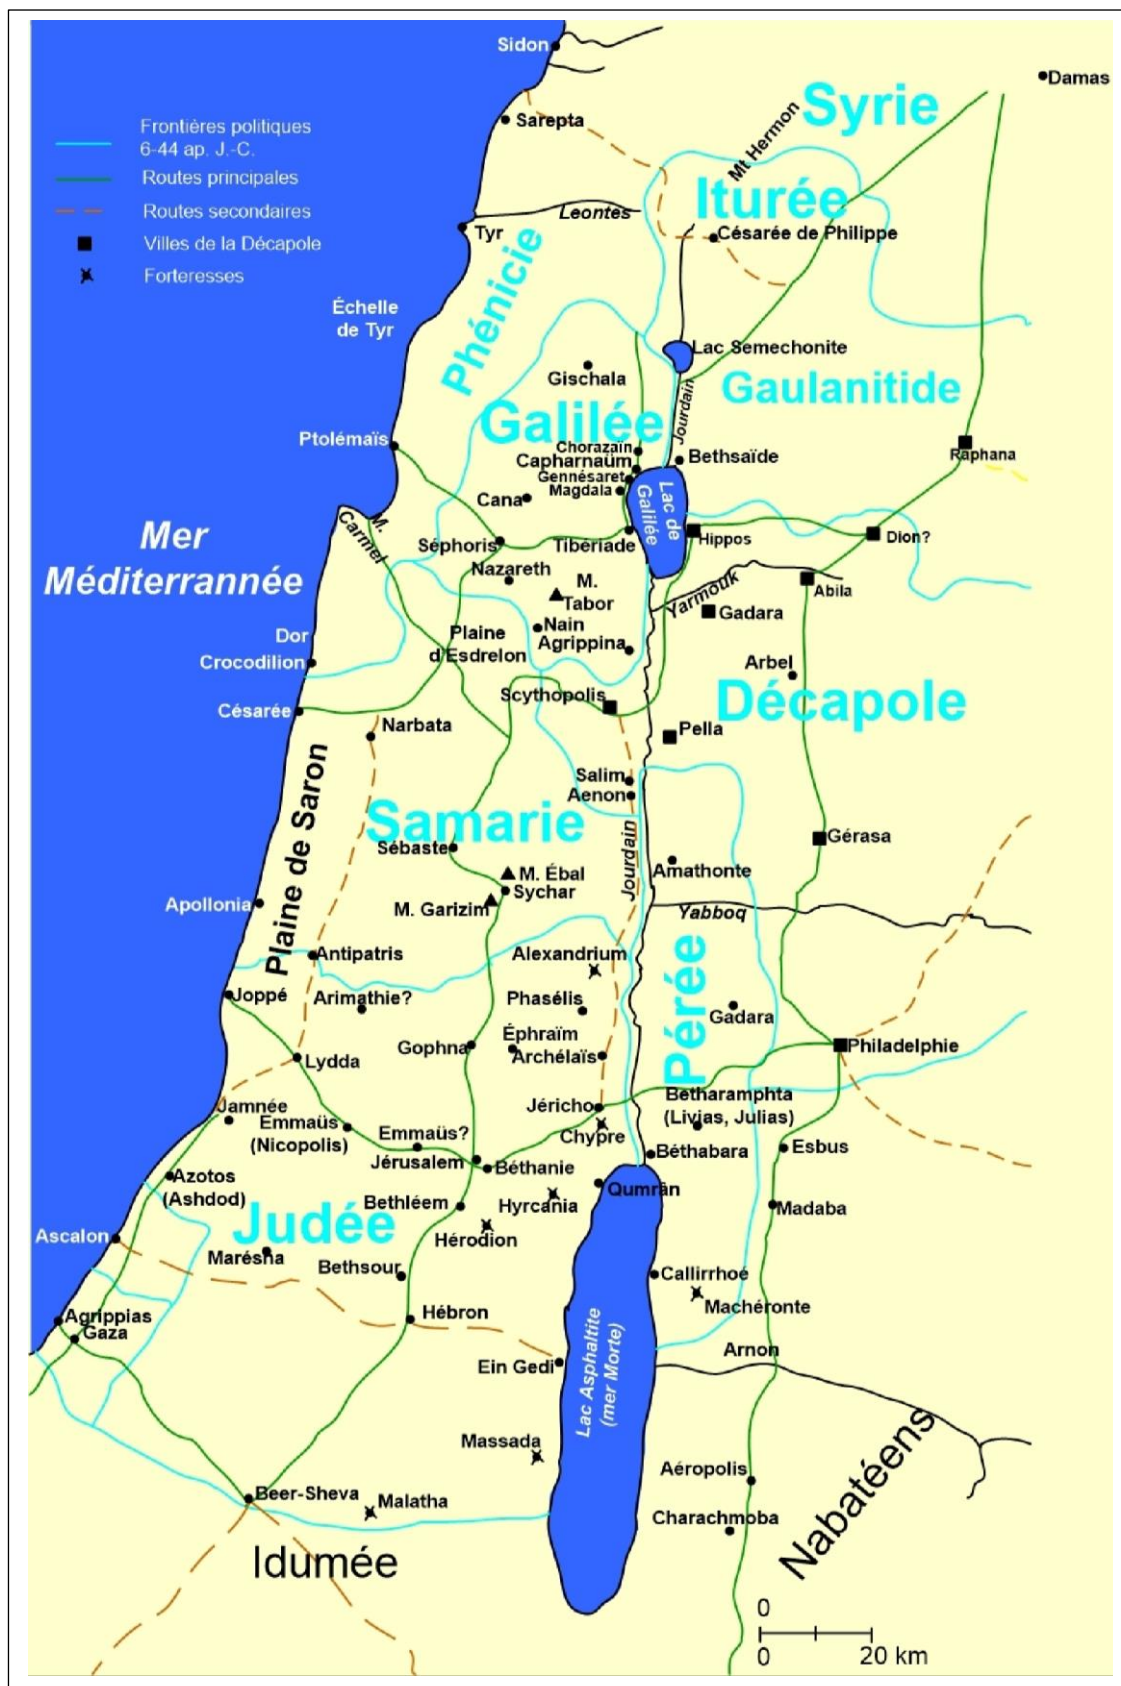 Sidon
Damas
Syrie
Frontières politiques
6-44 ap. J.-C.
Routes principales
Routes secondaires
Villes de la Décapole
Forteresses
Sarepta
Mt Hermon
Iturée
Leontes
Césarée de Philippe
Tyr
Phénicie
Échelle
de Tyr
Lac Semechonite
Gischala
Gaulanitide
Jourdain
Galilée
Ptolémaïs
Chorazaïn
Capharnaüm
Bethsaïde
Raphana
Gennésaret
Magdala
Cana
Lac de
Galilée
M.
Carmel
Mer
Méditerrannée
Séphoris
Tibériade
Hippos
Dion?
Nazareth
M.
Tabor
Yarmouk
Abila
Gadara
Nain
Agrippina
Plaine
d'Esdrelon
Dor
Crocodilion
Arbel
Césarée
Scythopolis
Décapole
Narbata
Pella
Plaine de Saron
Salim
Aenon
Samarie
Sébaste
Jourdain
Gérasa
Amathonte
M. Ébal
Sychar
M. Garizim
Apollonia
Yabboq
Antipatris
Alexandrium
Pérée
Joppé
Arimathie?
Phasélis
Gadara
Gophna
Éphraïm
Archélaïs
Philadelphie
Lydda
Jamnée
Emmaüs
(Nicopolis)
Jéricho
Chypre
Betharamphta
(Livias, Julias)
Emmaüs?
Jérusalem
Béthanie
Béthabara
Esbus
Azotos
(Ashdod)
Qumrân
Bethléem
Hyrcania
Madaba
Judée
Hérodion
Ascalon
Marésha
Bethsour
Callirrhoé
Machéronte
Agrippias
Gaza
Hébron
Lac Asphaltite
(mer Morte)
Ein Gedi
Arnon
Massada
Aéropolis
Nabatéens
Beer-Sheva
Malatha
Charachmoba
Idumée
0
0
20 km